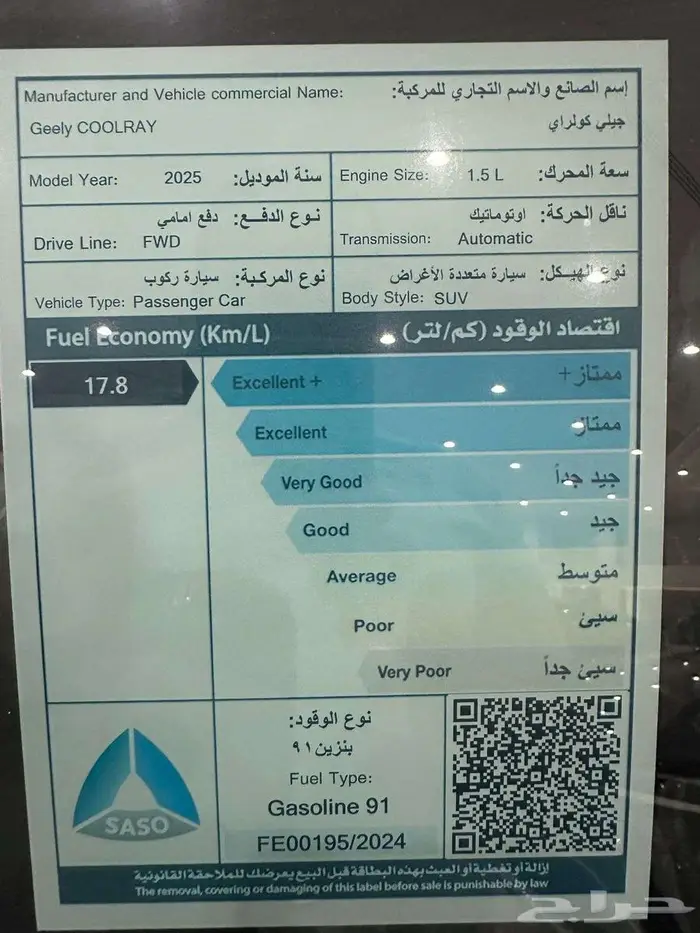 Manufacturer and Vehicle commercial Name: إسم الصانع والاسم التجاري للمركبة:
Geely COOLRAY جيلي كولراي
Model Year: 2025 سنة الموديل:
Engine Size: 1.5 L سعة المحرك:
نوع الدفع: دفع امامي
Drive Line: FWD
ناقل الحركة: اوتوماتيك
Transmission: Automatic
نوع المركبة: سيارة ركوب
Vehicle Type: Passenger Car
نوع الهيكل: سيارة متعددة الأغراض
Body Style: SUV
Fuel Economy (Km/L) اقتصاد الوقود (كم/لتر)
17.8
Excellent + ممتاز+
Excellent ممتاز
Very Good جيد جداً
Good جيد
Average متوسط
Poor سيئ
Very Poor سيئ جداً
SASO
نوع الوقود:
بنزين ٩١
Fuel Type:
Gasoline 91
FE00195/2024
إزالة أو تغطية أو العبث بهذه البطاقة قبل البيع يعرضك للملاحقة القانونية
The removal, covering or damaging of this label before sale is punishable by law
حراج